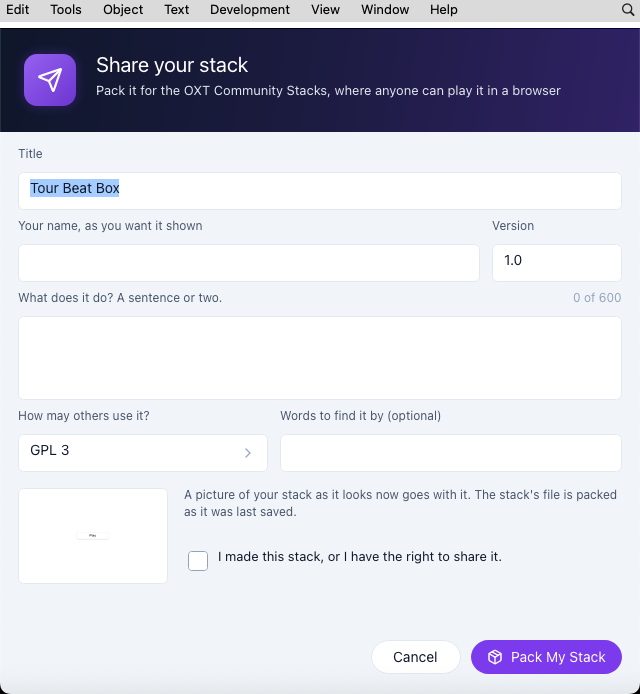 Edit Tools Object Text Development View Window Help
Share your stack
Pack it for the OXT Community Stacks, where anyone can play it in a browser
Title
Tour Beat Box
Your name, as you want it shown
Version
1.0
What does it do? A sentence or two.
0 of 600
How may others use it?
Words to find it by (optional)
GPL 3
A picture of your stack as it looks now goes with it. The stack's file is packed
as it was last saved.
I made this stack, or I have the right to share it.
Cancel
Pack My Stack